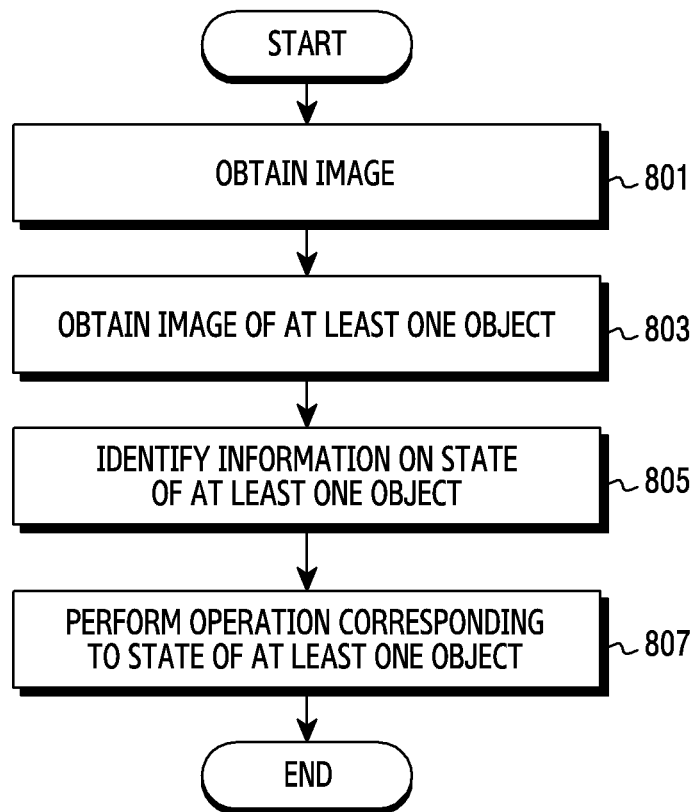 START
OBTAIN IMAGE
801
OBTAIN IMAGE OF AT LEAST ONE OBJECT
803
IDENTIFY INFORMATION ON STATE
OF AT LEAST ONE OBJECT
805
PERFORM OPERATION CORRESPONDING
TO STATE OF AT LEAST ONE OBJECT
807
END